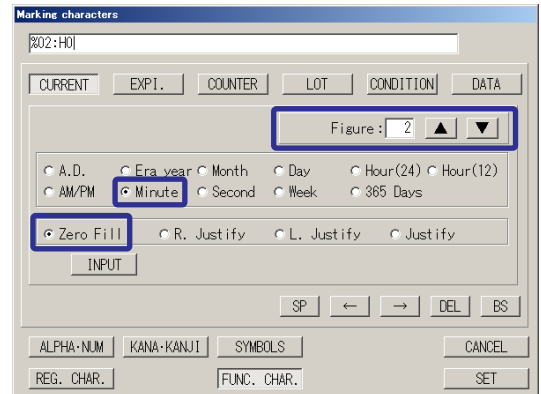 Marking characters
%02:H0
CURRENT EXPI. COUNTER LOT CONDITION DATA
Figure: 2 ▲ ▼
A.D. Era year Month Day Hour(24) Hour(12)
AM/PM Minute Second Week 365 Days
Zero Fill R. Justify L. Justify Justify
INPUT
SP ← → DEL BS
ALPHA・NUM KANA・KANJI SYMBOLS CANCEL
REG. CHAR. FUNC. CHAR. SET